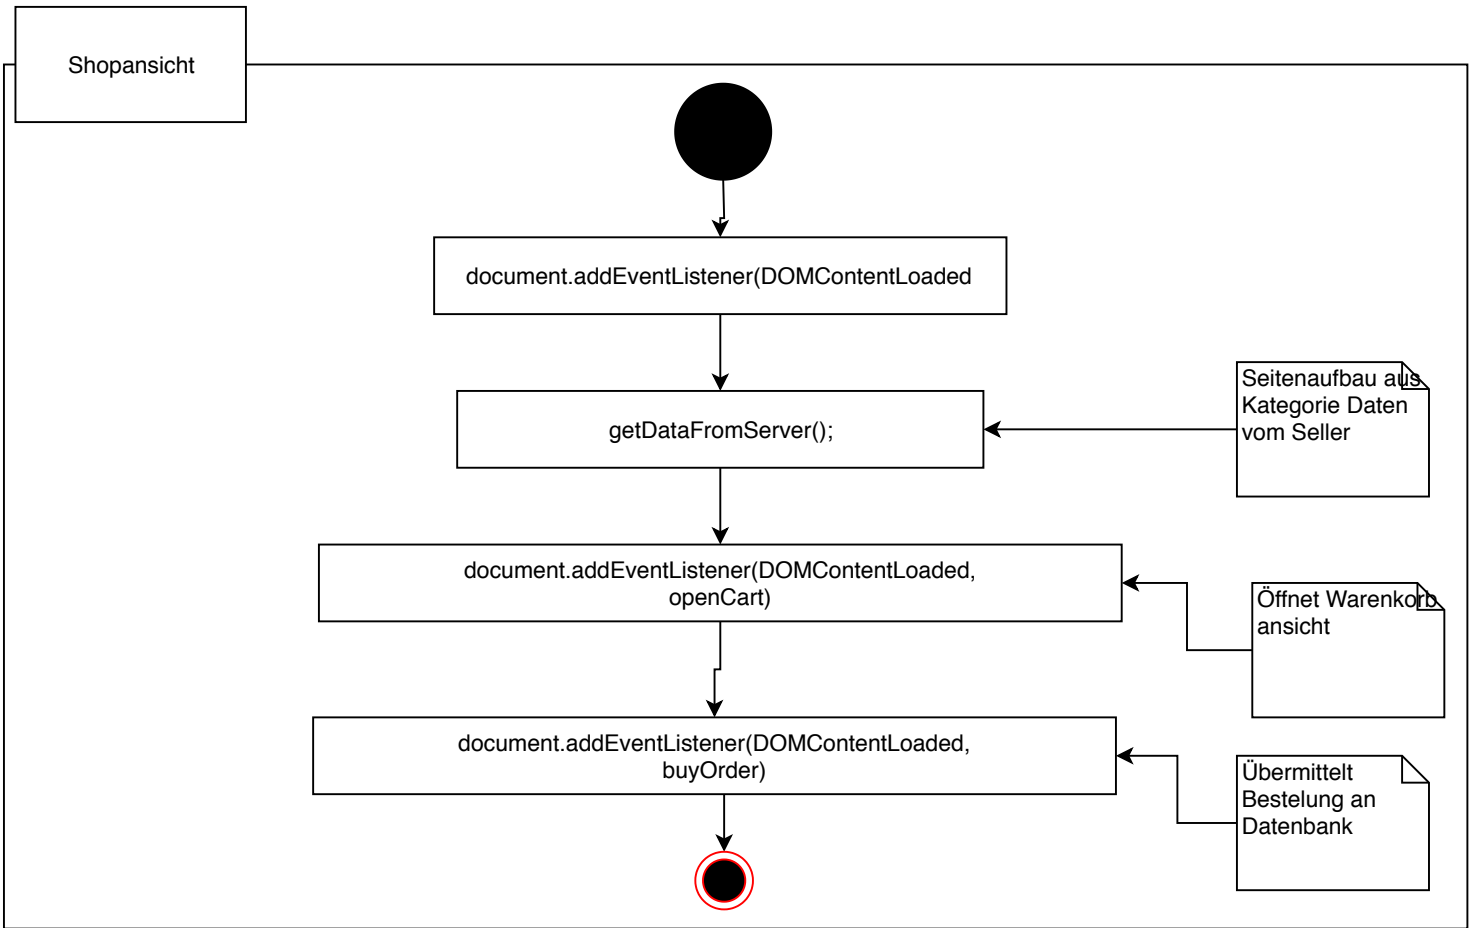 Shopansicht
document.addEventListener(DOMContentLoaded
getDataFromServer();
Seitenaufbau aus
Kategorie Daten
vom Seller
document.addEventListener(DOMContentLoaded,
openCart)
Öffnet Warenkorb
ansicht
document.addEventListener(DOMContentLoaded,
buyOrder)
Übermittelt
Bestelung an
Datenbank